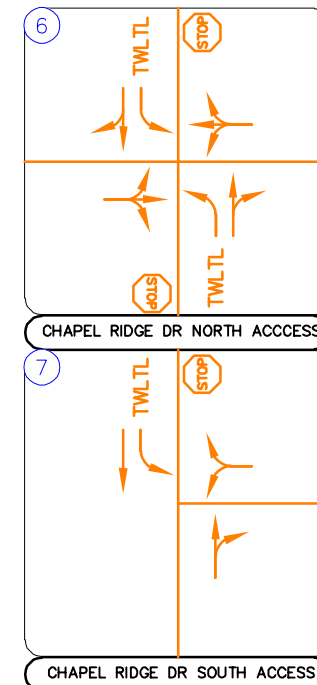 6
TWLTL
STOP
STOP
TWLTL
CHAPEL RIDGE DR NORTH ACCCESS
7
TWLTL
STOP
CHAPEL RIDGE DR SOUTH ACCESS